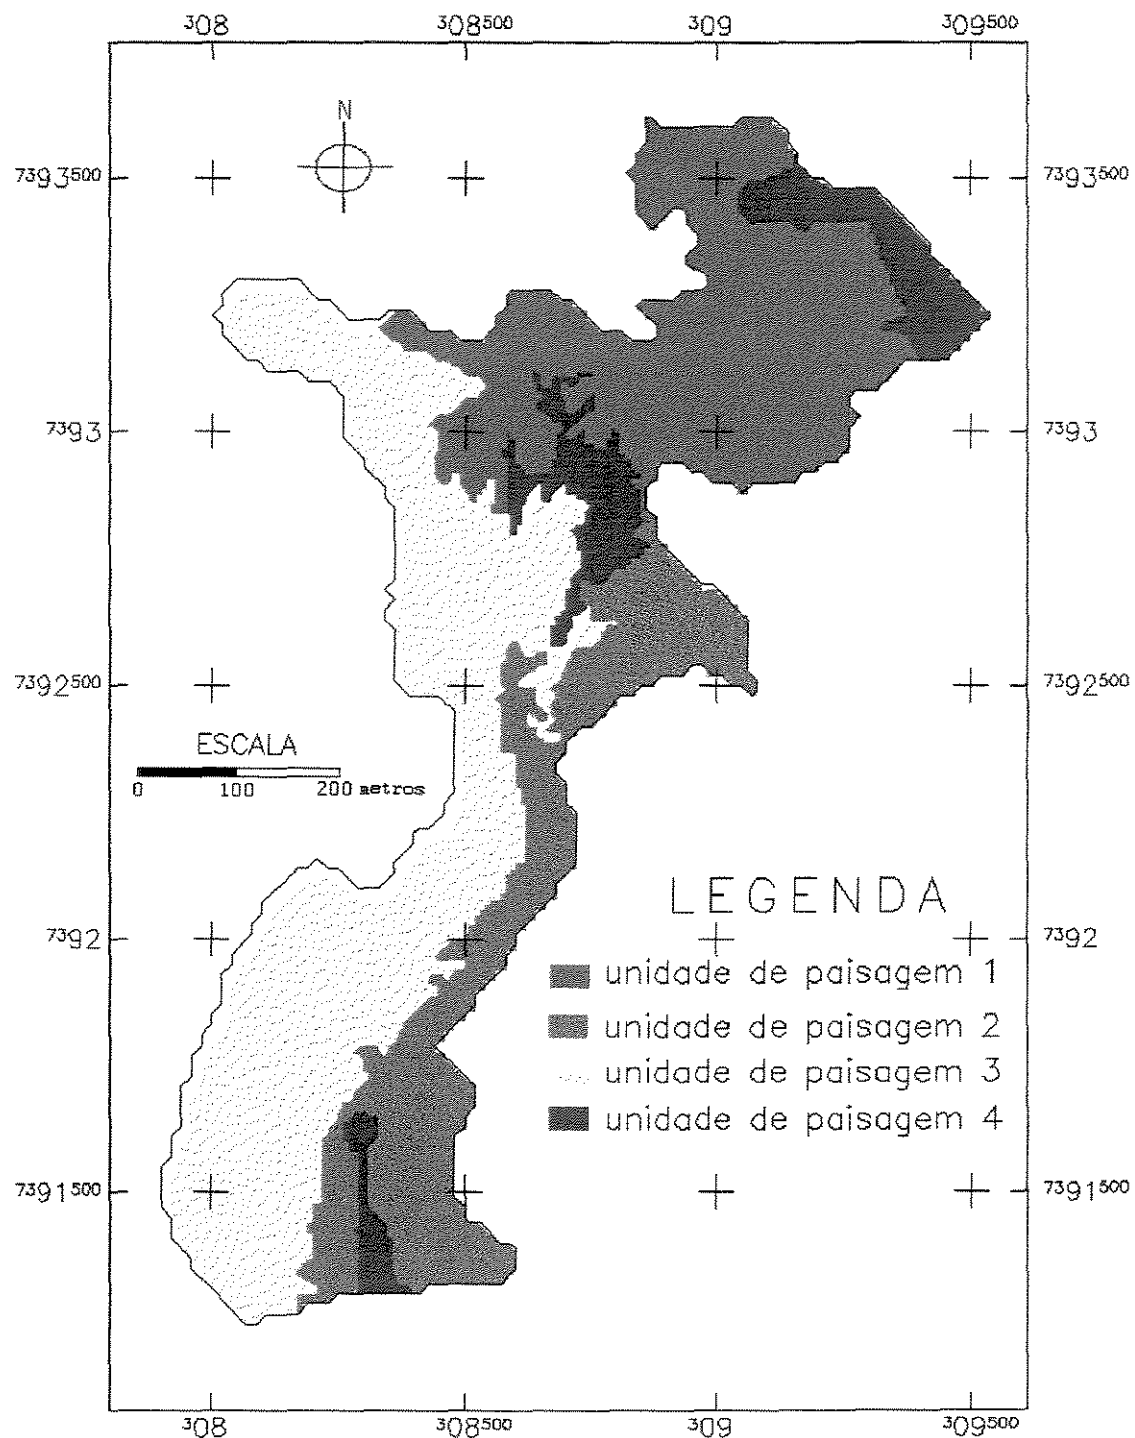 308 308500 309 309500
N
7393500 7393500
7393 7393
7392500 7392500
ESCALA
0 100 200 metros
LEGENDA
7392 7392
unidade de paisagem 1
unidade de paisagem 2
unidade de paisagem 3
unidade de paisagem 4
7391500 7391500
308 308500 309 309500